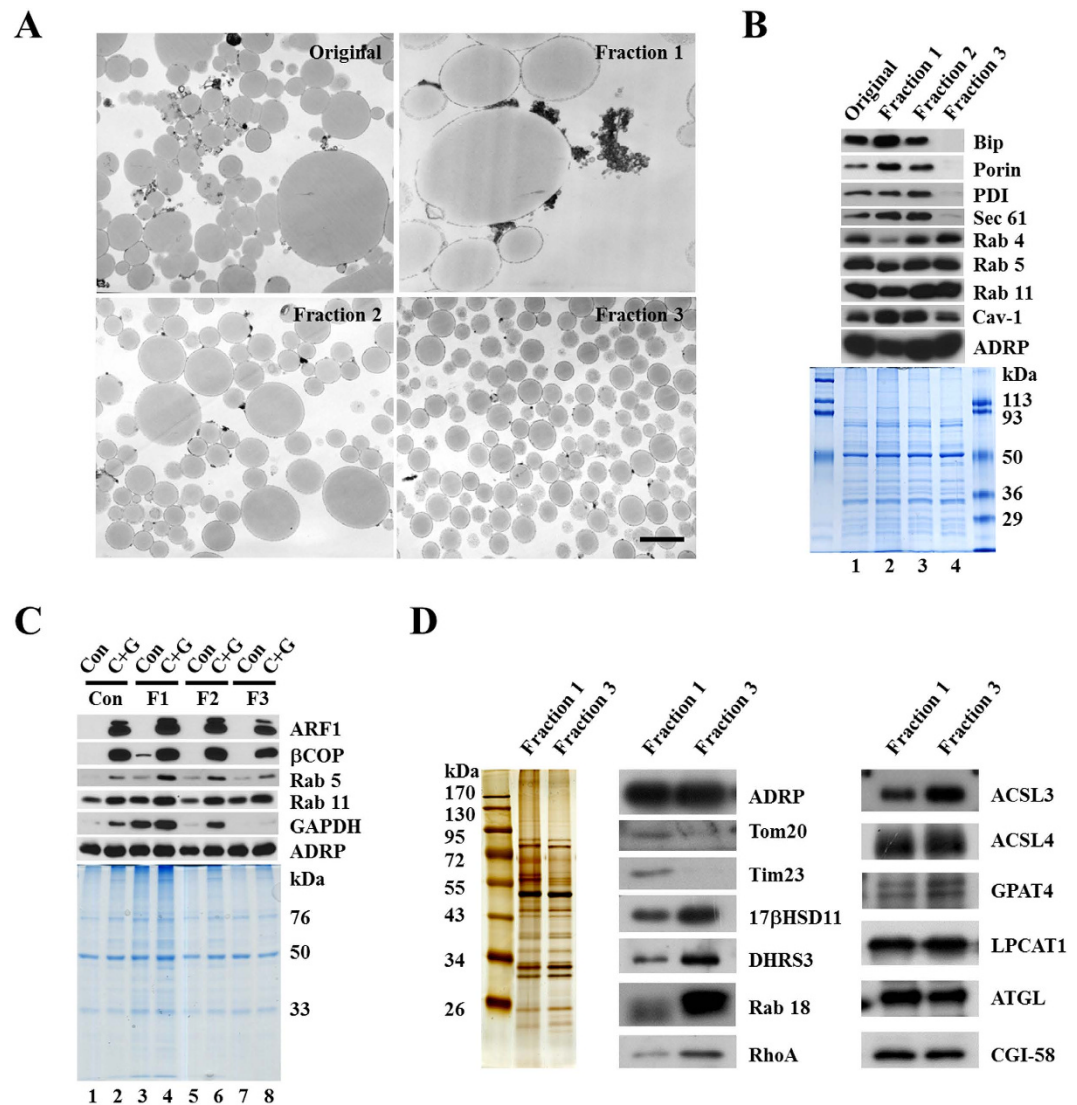 A
Original
Fraction 1
Fraction 2
Fraction 3
B
Original
Fraction 1
Fraction 2
Fraction 3
Bip
Porin
PDI
Sec 61
Rab 4
Rab 5
Rab 11
Cav-1
ADRP
kDa
113
93
50
36
29
1 2 3 4
C
Con C+G Con C+G Con C+G Con C+G
Con F1 F2 F3
ARF1
βCOP
Rab 5
Rab 11
GAPDH
ADRP
kDa
76
50
33
1 2 3 4 5 6 7 8
D
Fraction 1
Fraction 3
kDa
170
130
95
72
55
43
34
26
Fraction 1
Fraction 3
ADRP
Tom20
Tim23
17βHSD11
DHRS3
Rab 18
RhoA
Fraction 1
Fraction 3
ACSL3
ACSL4
GPAT4
LPCAT1
ATGL
CGI-58